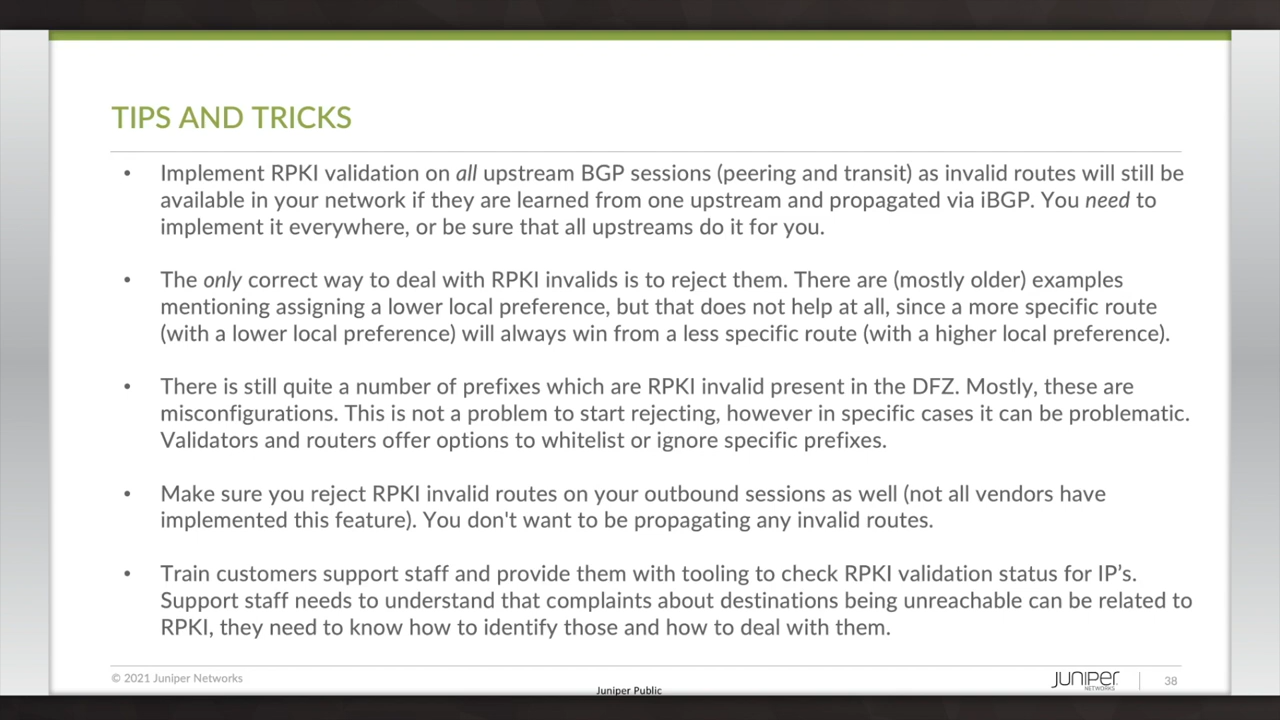 TIPS AND TRICKS
• Implement RPKI validation on all upstream BGP sessions (peering and transit) as invalid routes will still be
available in your network if they are learned from one upstream and propagated via iBGP. You need to
implement it everywhere, or be sure that all upstreams do it for you.
• The only correct way to deal with RPKI invalids is to reject them. There are (mostly older) examples
mentioning assigning a lower local preference, but that does not help at all, since a more specific route
(with a lower local preference) will always win from a less specific route (with a higher local preference).
• There is still quite a number of prefixes which are RPKI invalid present in the DFZ. Mostly, these are
misconfigurations. This is not a problem to start rejecting, however in specific cases it can be problematic.
Validators and routers offer options to whitelist or ignore specific prefixes.
• Make sure you reject RPKI invalid routes on your outbound sessions as well (not all vendors have
implemented this feature). You don't want to be propagating any invalid routes.
• Train customers support staff and provide them with tooling to check RPKI validation status for IP’s.
Support staff needs to understand that complaints about destinations being unreachable can be related to
RPKI, they need to know how to identify those and how to deal with them.
© 2021 Juniper Networks
Juniper Public
JUNIPER
NETWORKS
38